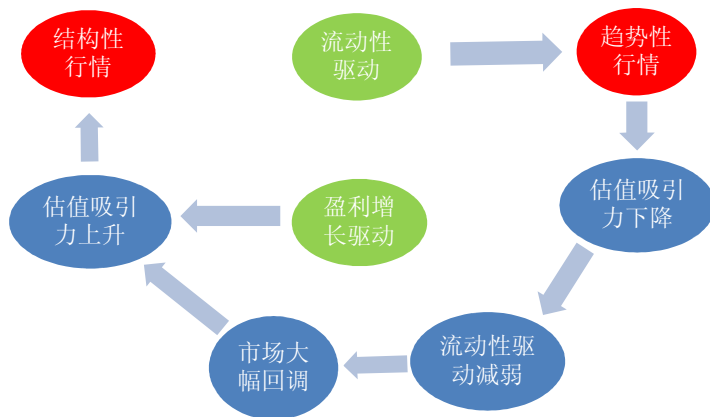 结构性
行情
流动性
驱动
趋势性
行情
估值吸引
力上升
盈利增
长驱动
估值吸引
力下降
市场大
幅回调
流动性驱
动减弱